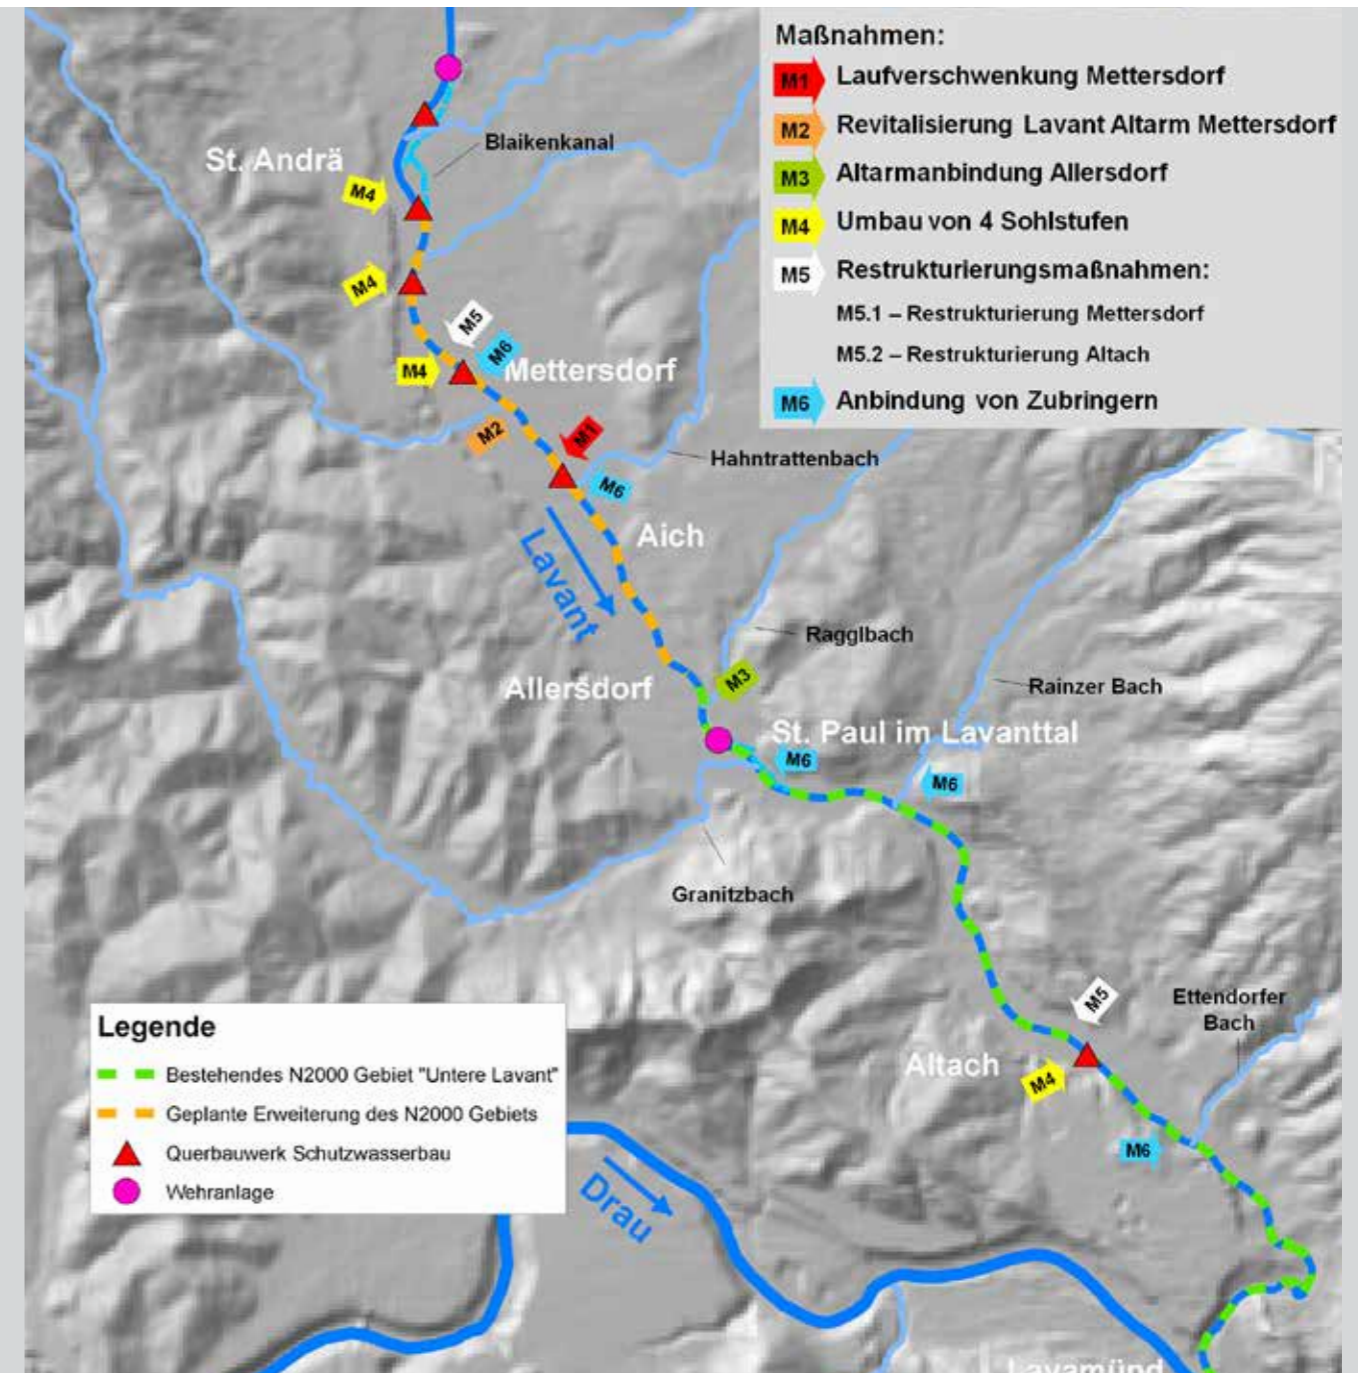 Maßnahmen:
M1 Laufverschwenkung Mettersdorf
M2 Revitalisierung Lavant Altarm Mettersdorf
M3 Altarmanbindung Allersdorf
M4 Umbau von 4 Sohlstufen
M5 Restrukturierungsmaßnahmen:
M5.1 – Restrukturierung Mettersdorf
M5.2 – Restrukturierung Altach
M6 Anbindung von Zubringern
Blaikenkanal
St. Andrä
M4
M4
M5
M6
M4
Mettersdorf
M2
M1
Hahntrattenbach
M6
Aich
Lavant
Ragglbach
Allersdorf
M3
Rainzer Bach
St. Paul im Lavanttal
M6
M6
Granitzbach
M5
Ettendorfer
Bach
Altach
M4
M6
Legende
Bestehendes N2000 Gebiet "Untere Lavant"
Geplante Erweiterung des N2000 Gebiets
Querbauwerk Schutzwasserbau
Wehranlage
Drau
Lavamünd